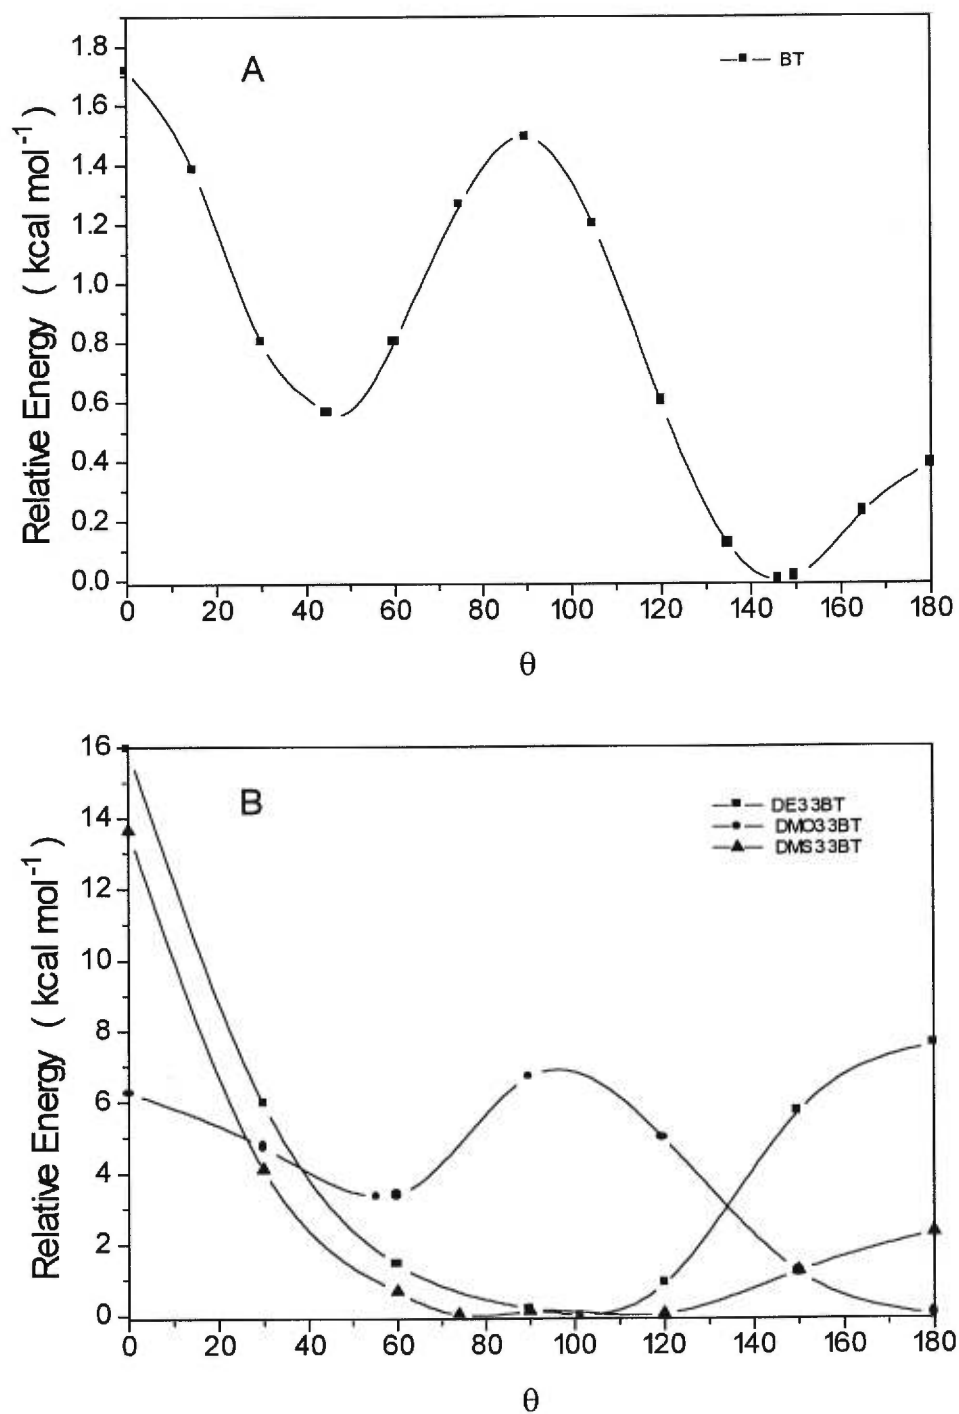 A
BT
Relative Energy ( kcal mol⁻¹ )
1.8
1.6
1.4
1.2
1.0
0.8
0.6
0.4
0.2
0.0
0 20 40 60 80 100 120 140 160 180
θ
B
DE33BT
DMO33BT
DMS33BT
Relative Energy ( kcal mol⁻¹ )
16
14
12
10
8
6
4
2
0
0 20 40 60 80 100 120 140 160 180
θ